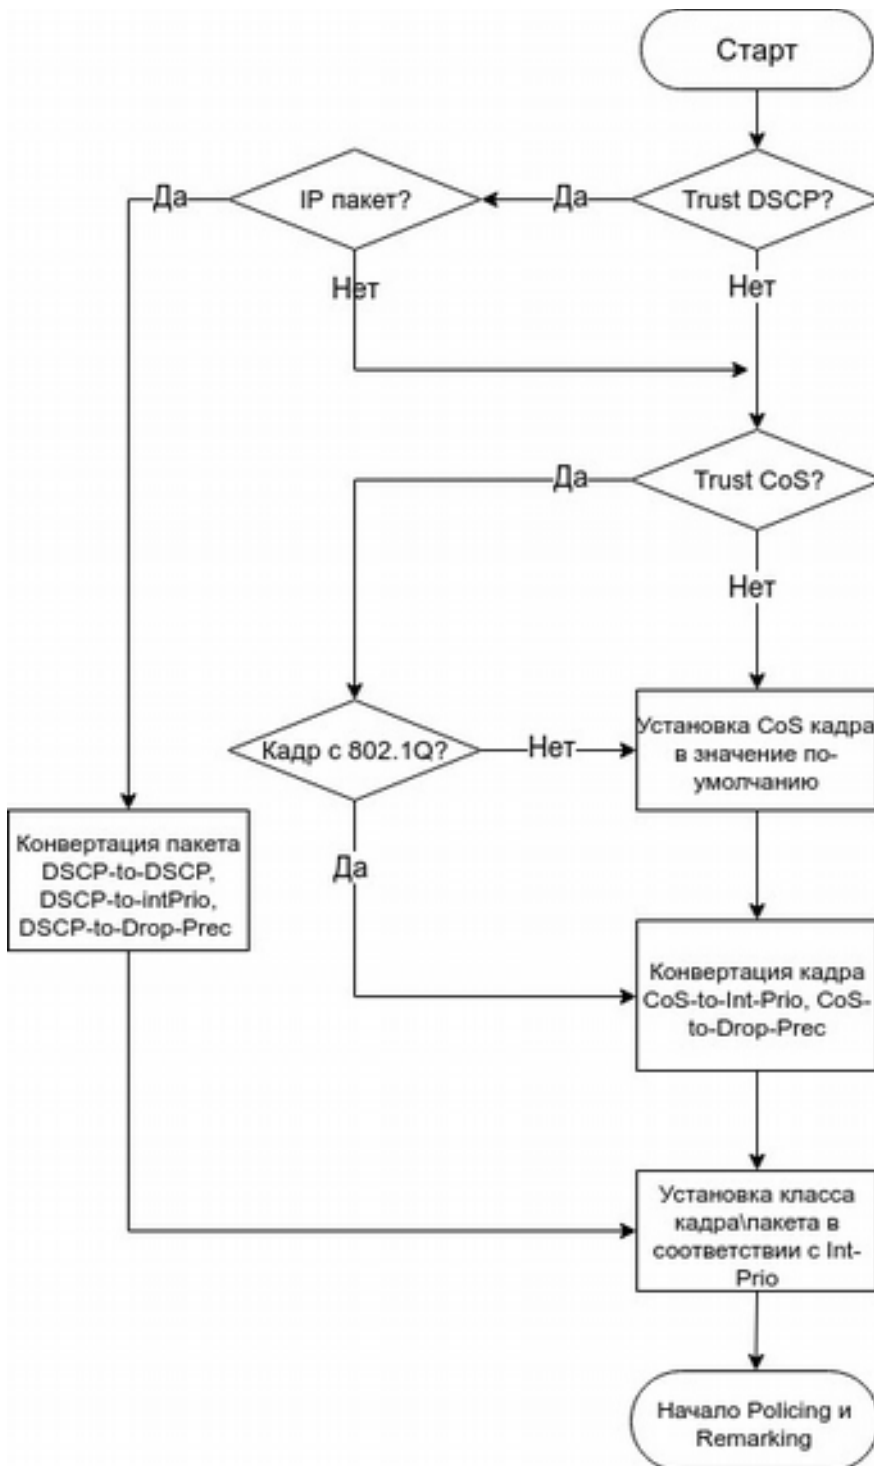 Старт
Trust DSCP?
Да
IP пакет?
Да
Нет
Нет
Trust CoS?
Да
Нет
Кадр с 802.1Q?
Нет
Установка CoS кадра
в значение по-
умолчанию
Да
Конвертация пакета
DSCP-to-DSCP,
DSCP-to-intPrio,
DSCP-to-Drop-Prec
Конвертация кадра
CoS-to-Int-Prio, CoS-
to-Drop-Prec
Установка класса
кадра\пакета в
соответствии с Int-
Prio
Начало Policing и
Remarking